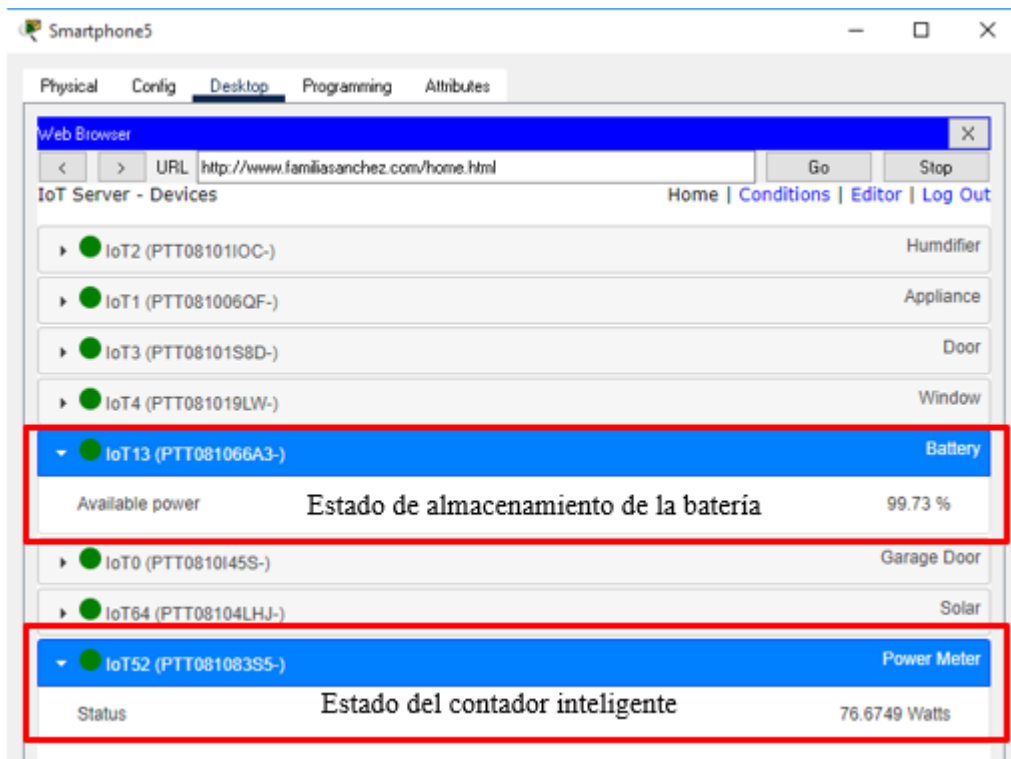 Smartphone5
Physical Config Desktop Programming Attributes
Web Browser X
< > URL http://www.familiasanchez.com/home.html Go Stop
IoT Server - Devices Home | Conditions | Editor | Log Out
IoT2 (PTT08101IOC-) Humdifier
IoT1 (PTT081006QF-) Appliance
IoT3 (PTT08101S8D-) Door
IoT4 (PTT081019LW-) Window
IoT13 (PTT081066A3-) Battery
Available power Estado de almacenamiento de la batería 99.73 %
IoT0 (PTT0810I45S-) Garage Door
IoT64 (PTT08104LHJ-) Solar
IoT52 (PTT081083S5-) Power Meter
Status Estado del contador inteligente 76.6749 Watts